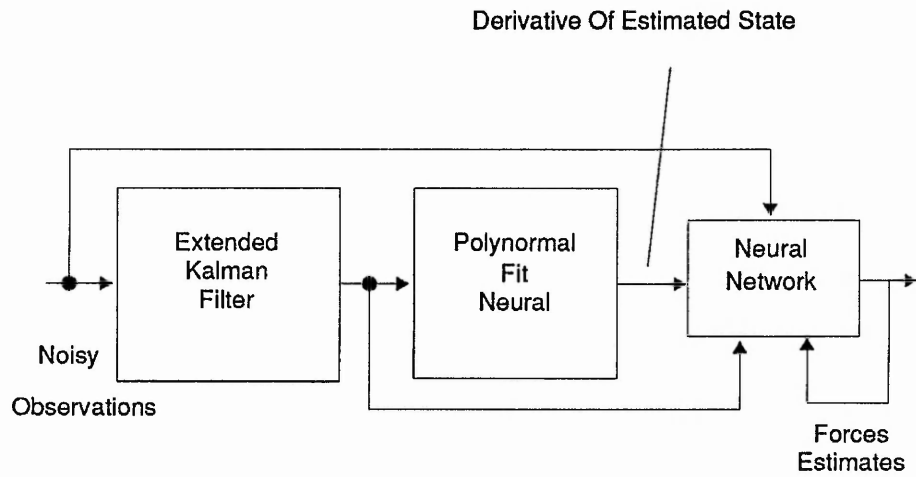 Derivative Of Estimated State
Extended
Kalman
Filter
Polynormal
Fit
Neural
Neural
Network
Noisy
Observations
Forces
Estimates